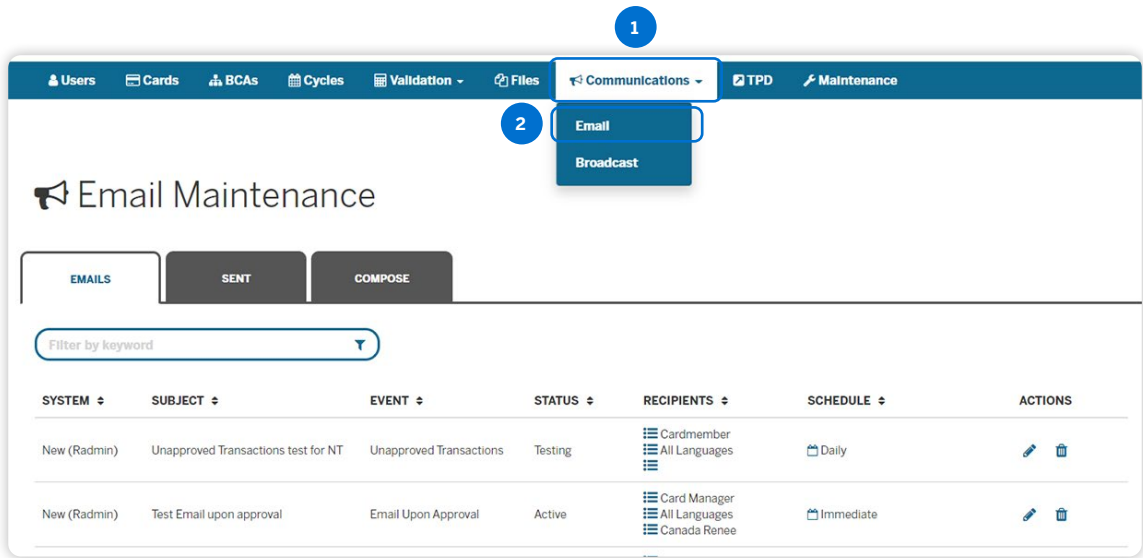 1
Users Cards BCAs Cycles Validation Files Communications TPD Maintenance
2
Email
Broadcast
Email Maintenance
EMAILS SENT COMPOSE
Filter by keyword
SYSTEM SUBJECT EVENT STATUS RECIPIENTS SCHEDULE ACTIONS
New (Radmin) Unapproved Transactions test for NT Unapproved Transactions Testing Cardmember Daily
All Languages
New (Radmin) Test Email upon approval Email Upon Approval Active Card Manager Immediate
All Languages
Canada Renee